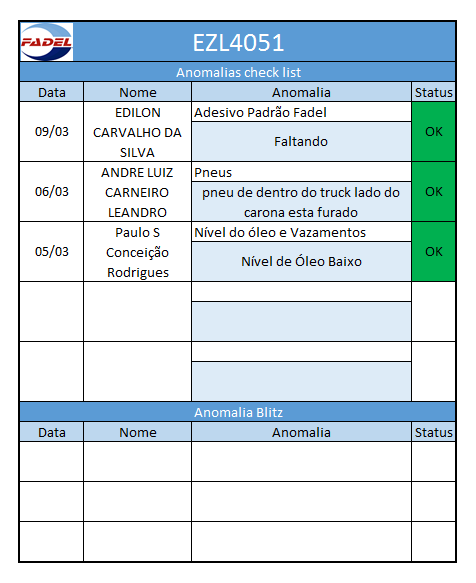 FADEL
EZL4051
Anomalias check list
Data Nome Anomalia Status
09/03
EDILON
CARVALHO DA
SILVA
Adesivo Padrão Fadel
Faltando
OK
06/03
ANDRE LUIZ
CARNEIRO
LEANDRO
Pneus
pneu de dentro do truck lado do
carona esta furado
OK
05/03
Paulo S
Conceição
Rodrigues
Nível do óleo e Vazamentos
Nível de Óleo Baixo
OK
Anomalia Blitz
Data Nome Anomalia Status